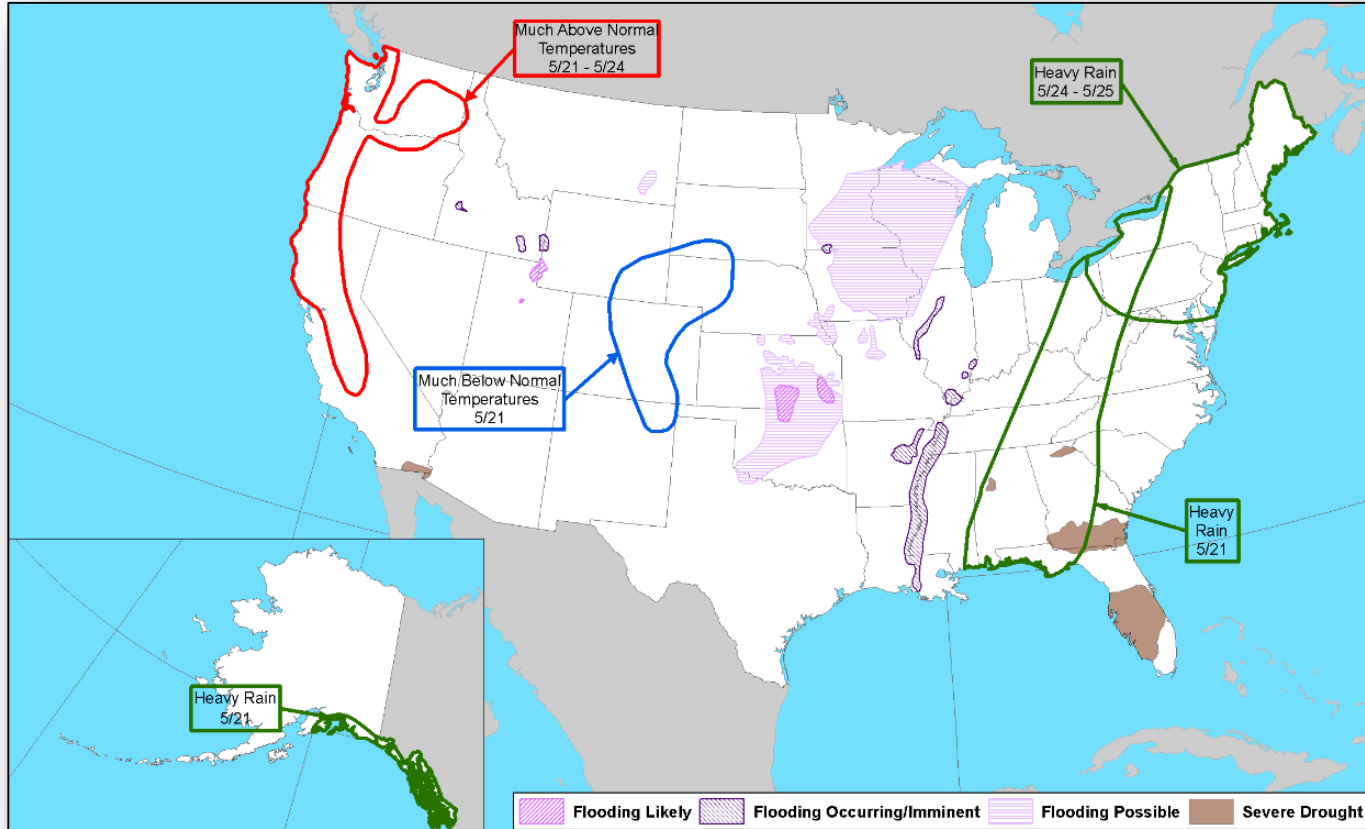 Much Above Normal
Temperatures
5/21 - 5/24
Heavy Rain
5/24 - 5/25
Much Below Normal
Temperatures
5/21
Heavy
Rain
5/21
Heavy Rain
5/21
Flooding Likely
Flooding Occurring/Imminent
Flooding Possible
Severe Drought